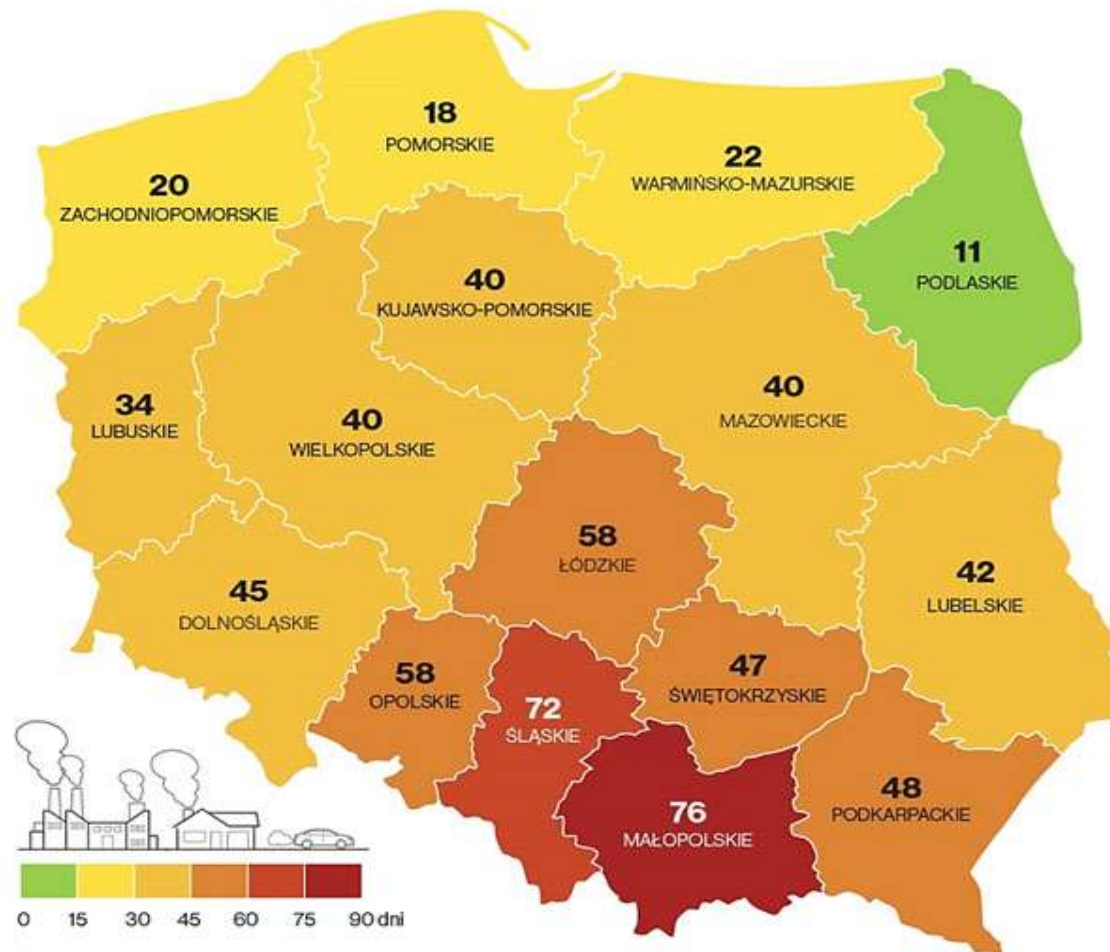 18
POMORSKIE
22
WARMIŃSKO-MAZURSKIE
20
ZACHODNIOPOMORSKIE
11
PODLASKIE
40
KUJAWSKO-POMORSKIE
34
LUBUSKIE
40
WIELKOPOLSKIE
40
MAZOWIECKIE
58
ŁÓDZKIE
42
LUBELSKIE
45
DOLNOŚLĄSKIE
58
OPOLSKIE
72
ŚLĄSKIE
47
ŚWIĘTOKRZYSKIE
76
MAŁOPOLSKIE
48
PODKARPACKIE
0 15 30 45 60 75 90 dni